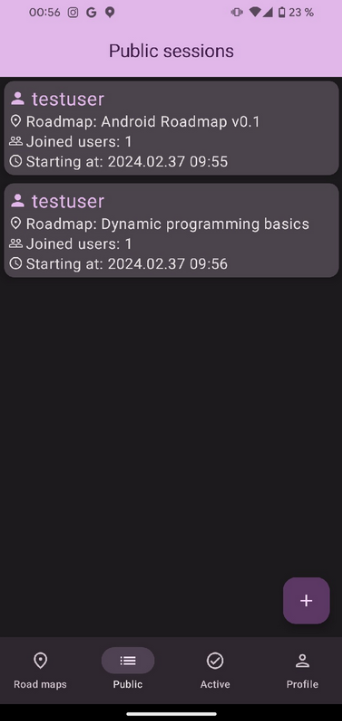 00:56 23 %
Public sessions
testuser
Roadmap: Android Roadmap v0.1
Joined users: 1
Starting at: 2024.02.37 09:55
testuser
Roadmap: Dynamic programming basics
Joined users: 1
Starting at: 2024.02.37 09:56
Road maps Public Active Profile